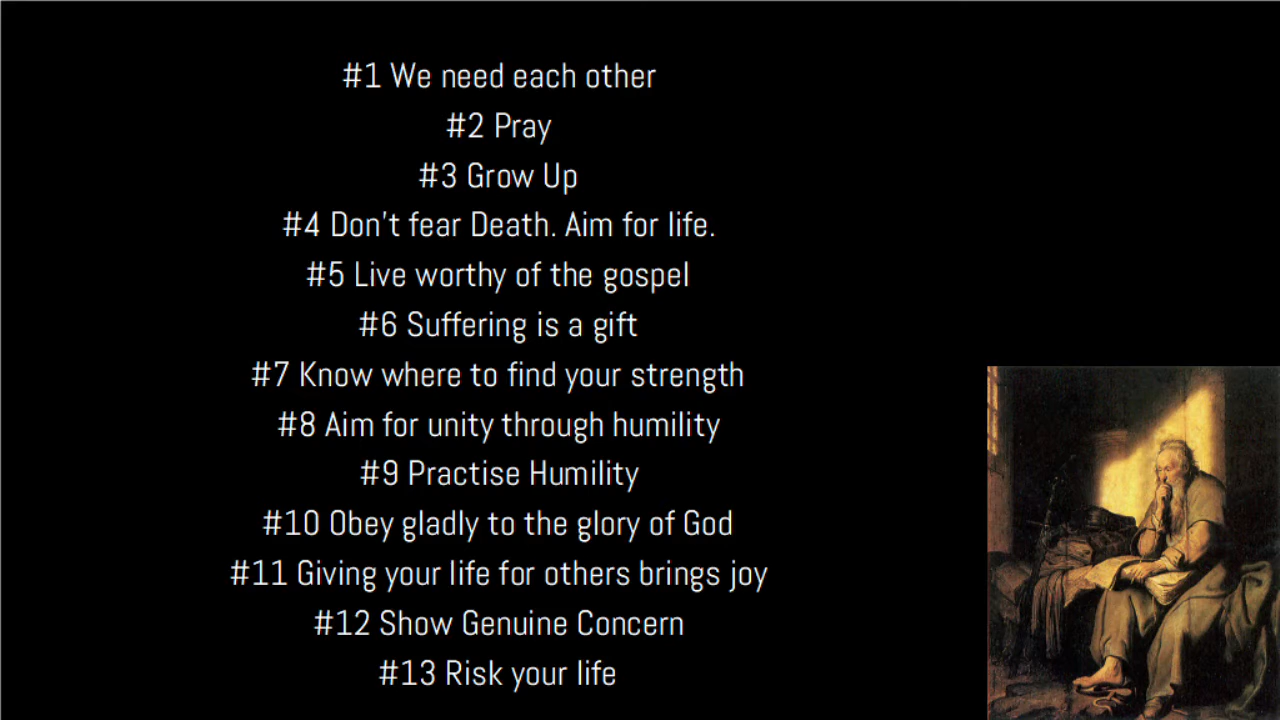 #1 We need each other
#2 Pray
#3 Grow Up
#4 Don't fear Death. Aim for life.
#5 Live worthy of the gospel
#6 Suffering is a gift
#7 Know where to find your strength
#8 Aim for unity through humility
#9 Practise Humility
#10 Obey gladly to the glory of God
#11 Giving your life for others brings joy
#12 Show Genuine Concern
#13 Risk your life